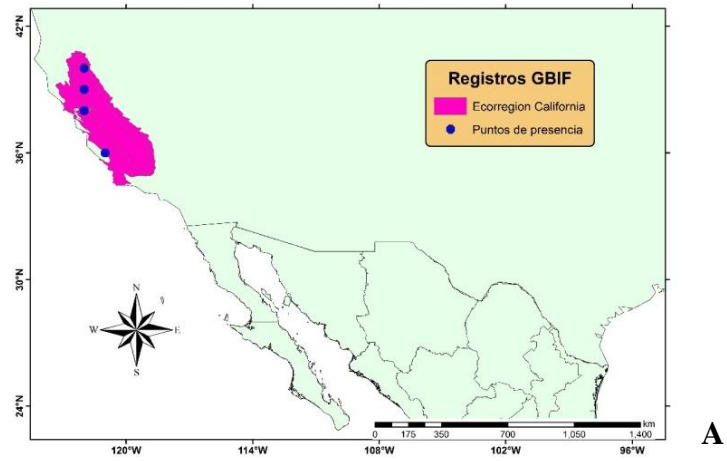 42°N
36°N
30°N
24°N
Registros GBIF
Ecorregion California
Puntos de presencia
N
W E
S
km
0 175 350 700 1,050 1,400
120°W 114°W 108°W 102°W 96°W
A